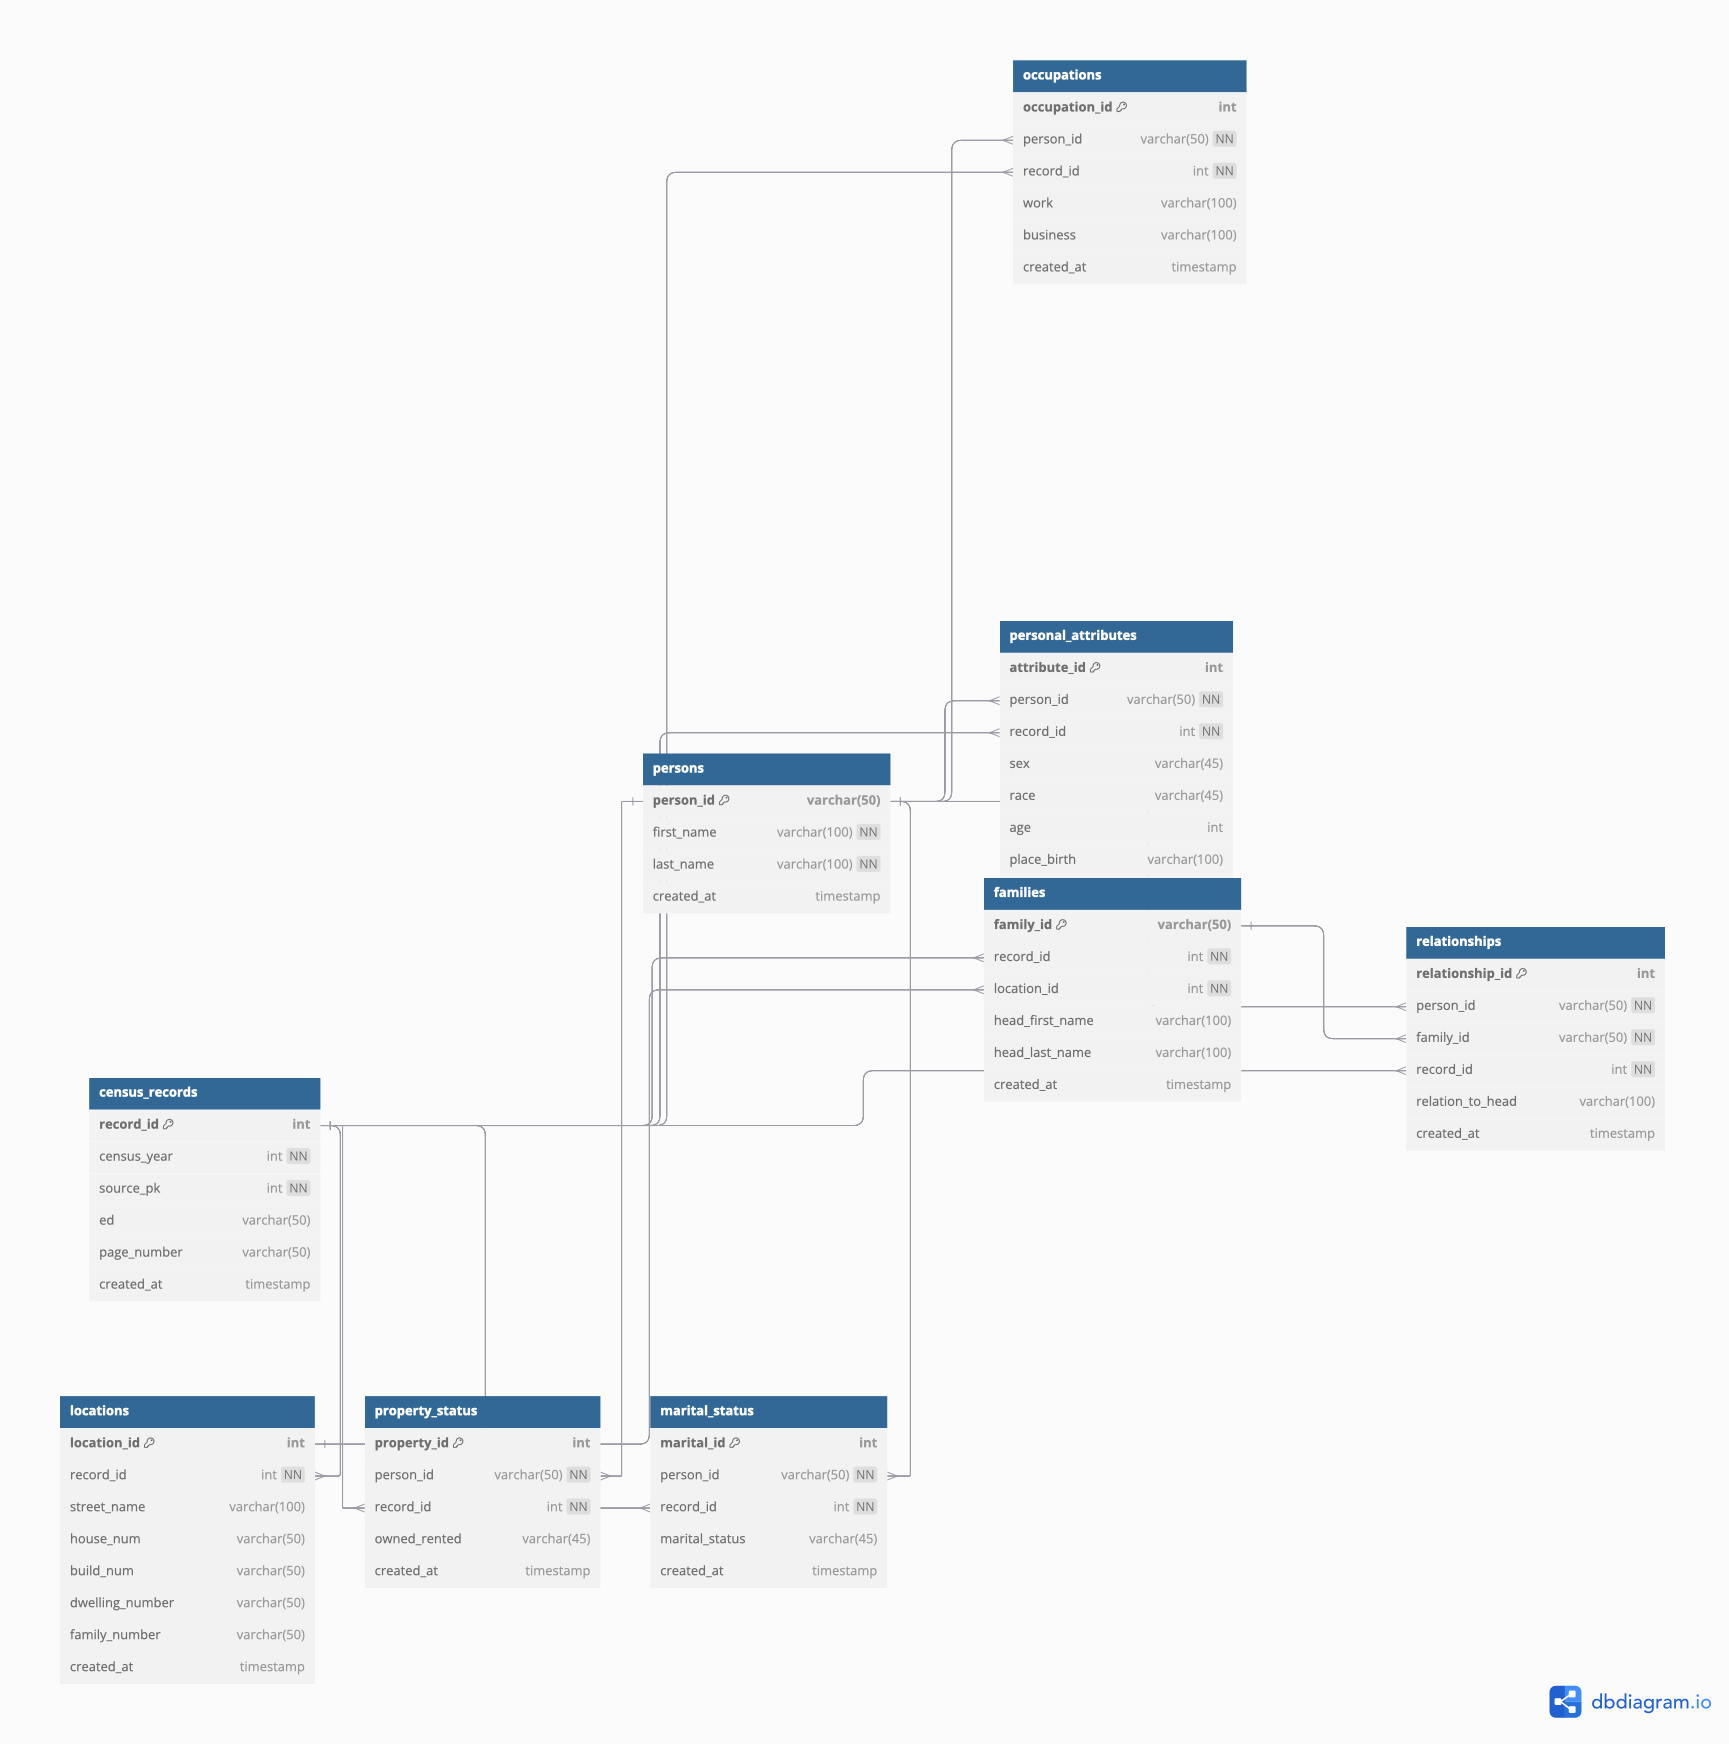 occupations
occupation_id int
person_id varchar(50) NN
record_id int NN
work varchar(100)
business varchar(100)
created_at timestamp
personal_attributes
attribute_id int
person_id varchar(50) NN
record_id int NN
sex varchar(45)
race varchar(45)
age int
place_birth varchar(100)
persons
person_id varchar(50)
first_name varchar(100) NN
last_name varchar(100) NN
created_at timestamp
families
family_id varchar(50)
record_id int NN
location_id int NN
head_first_name varchar(100)
head_last_name varchar(100)
created_at timestamp
relationships
relationship_id int
person_id varchar(50) NN
family_id varchar(50) NN
record_id int NN
relation_to_head varchar(100)
created_at timestamp
census_records
record_id int
census_year int NN
source_pk int NN
ed varchar(50)
page_number varchar(50)
created_at timestamp
locations
location_id int
record_id int NN
street_name varchar(100)
house_num varchar(50)
build_num varchar(50)
dwelling_number varchar(50)
family_number varchar(50)
created_at timestamp
property_status
property_id int
person_id varchar(50) NN
record_id int NN
owned_rented varchar(45)
created_at timestamp
marital_status
marital_id int
person_id varchar(50) NN
record_id int NN
marital_status varchar(45)
created_at timestamp
dbdiagram.io